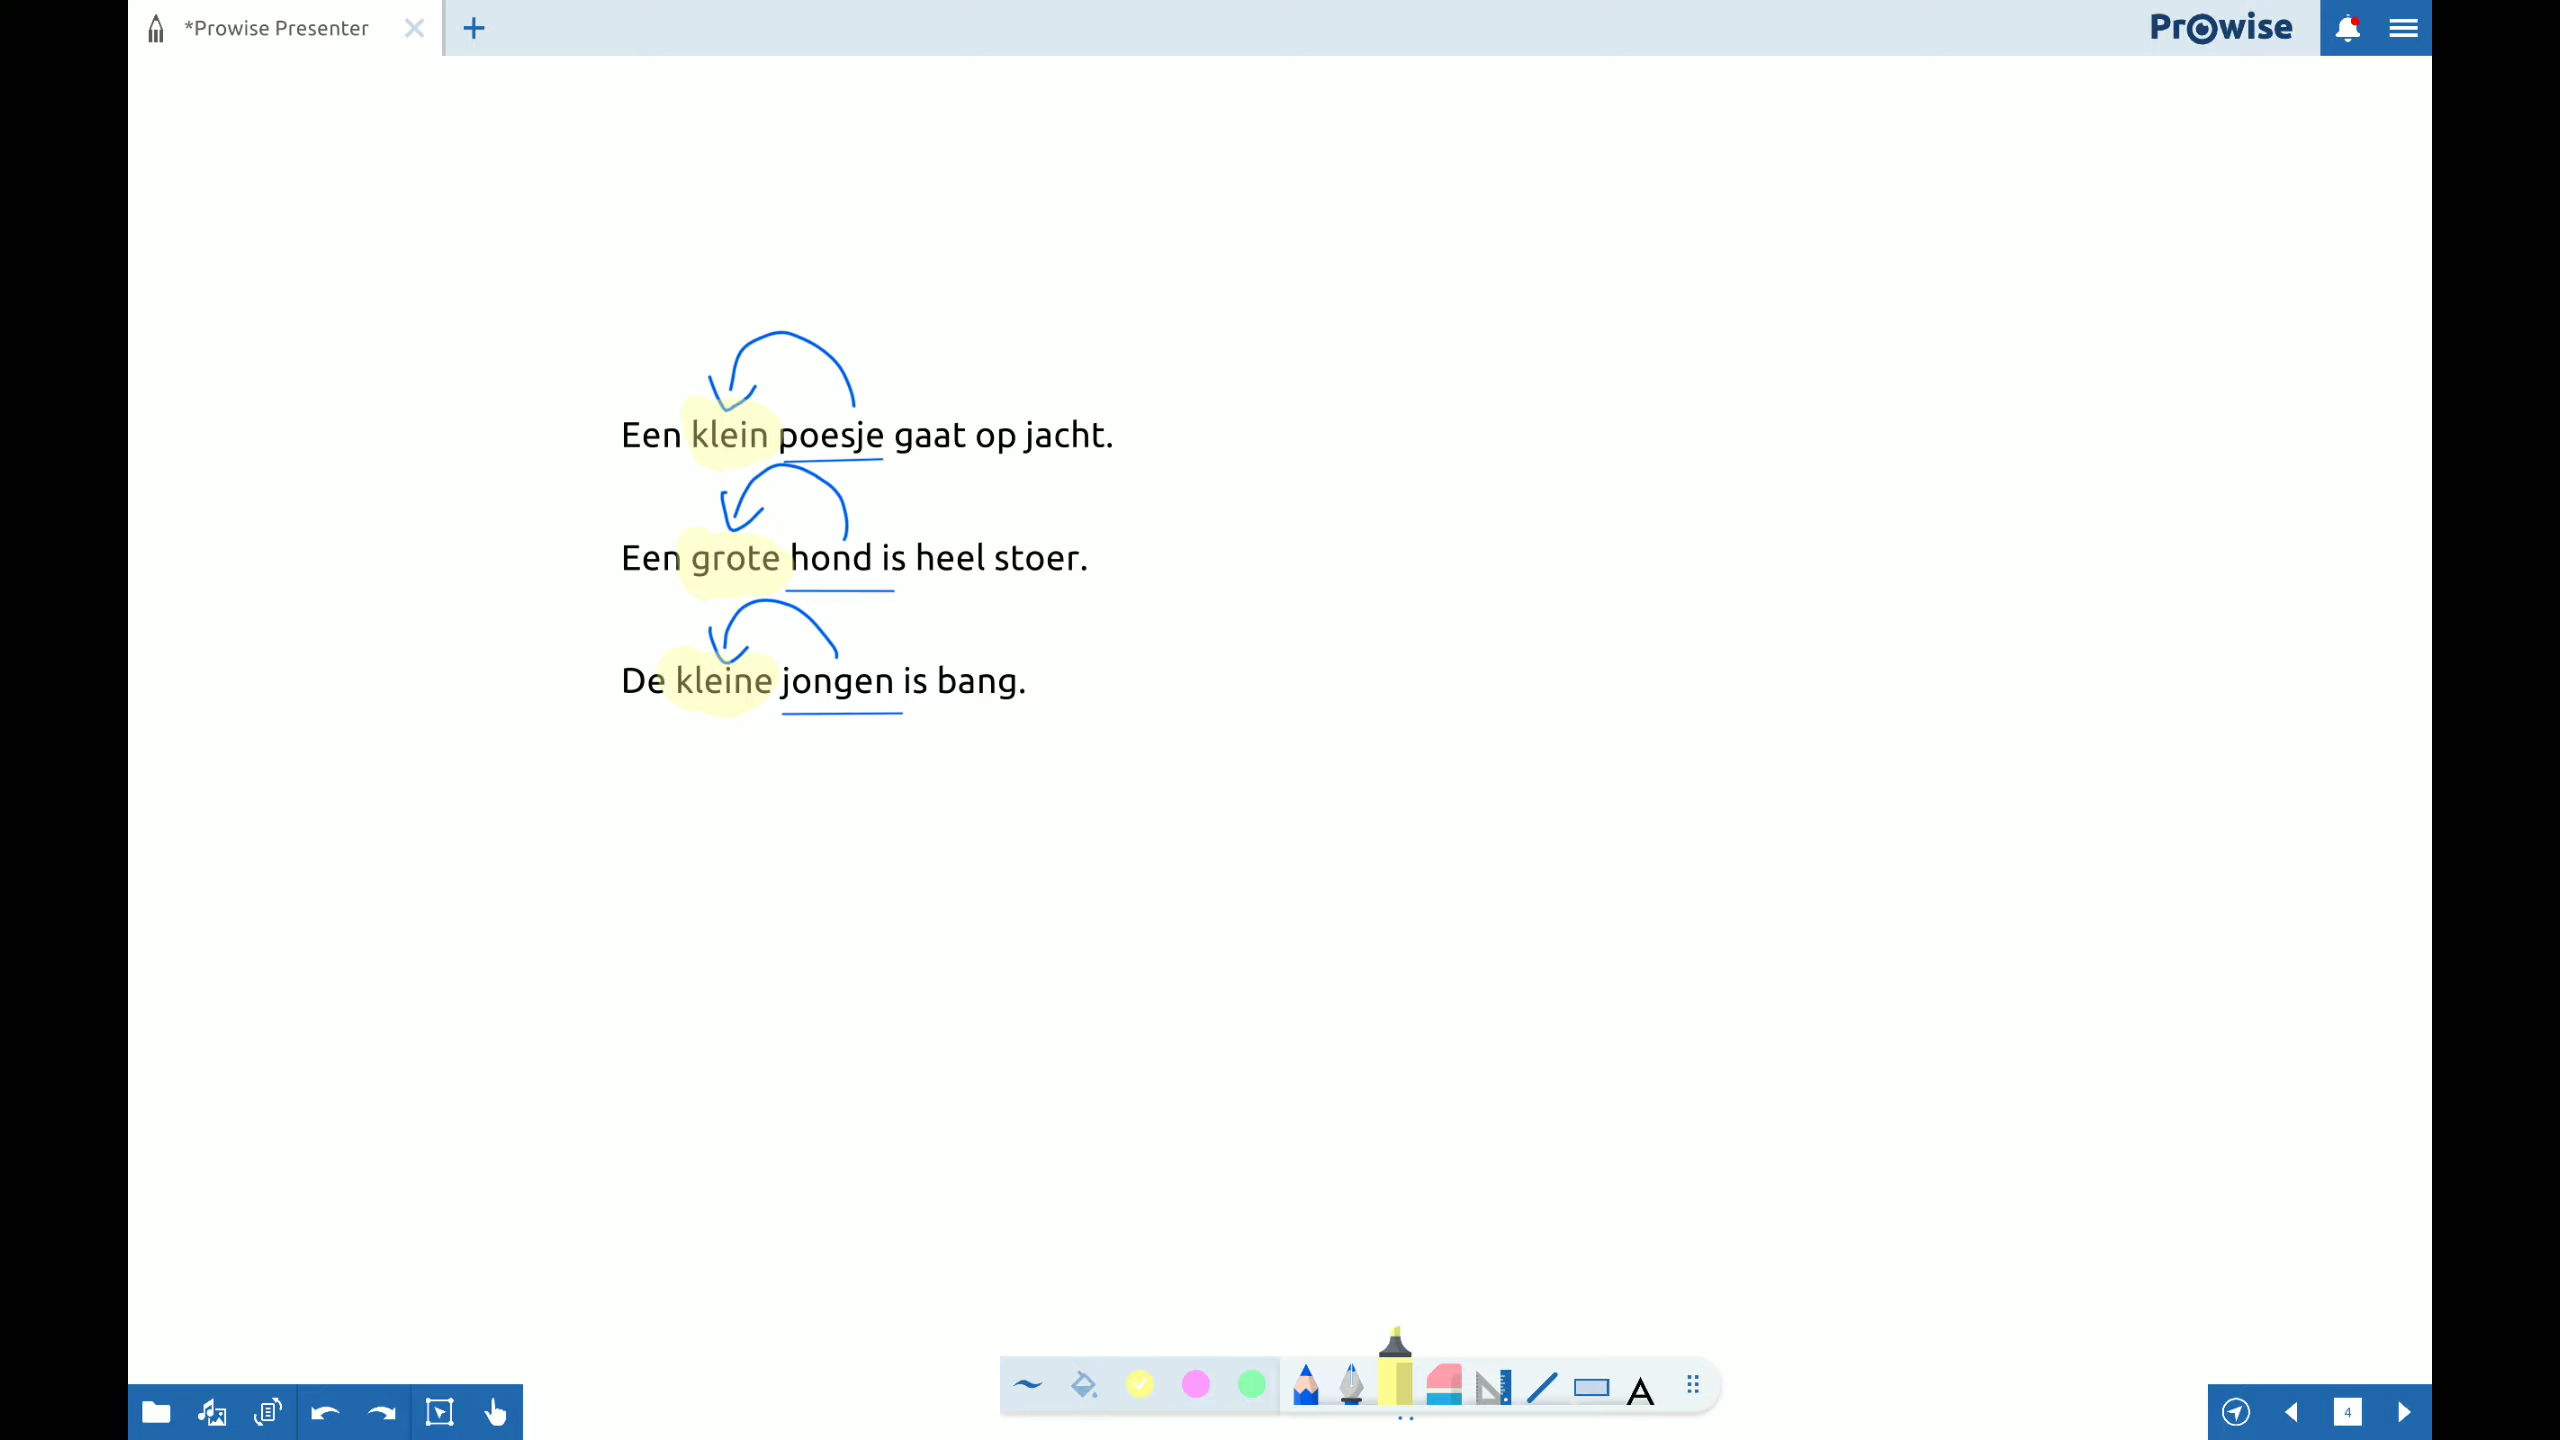 *Prowise Presenter
Prowise
Een klein poesje gaat op jacht.
Een grote hond is heel stoer.
De kleine jongen is bang.
A
4